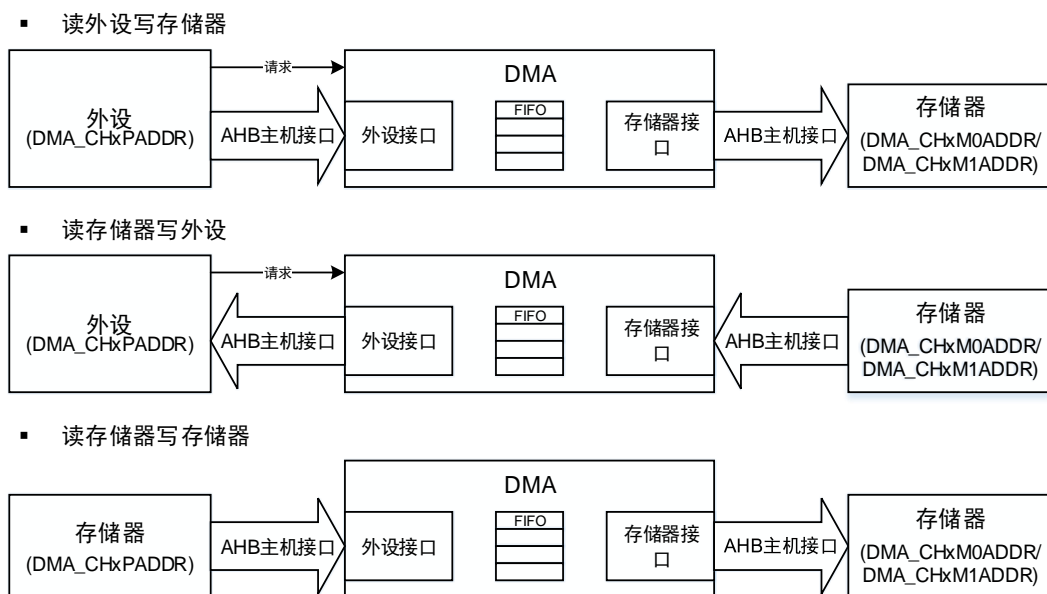 ▪ 读外设写存储器
请求
DMA
外设
(DMA_CHxPADDR)
AHB主机接口
外设接口
FIFO
存储器接
口
AHB主机接口
存储器
(DMA_CHxM0ADDR/
DMA_CHxM1ADDR)
▪ 读存储器写外设
请求
DMA
外设
(DMA_CHxPADDR)
AHB主机接口
外设接口
FIFO
存储器接
口
AHB主机接口
存储器
(DMA_CHxM0ADDR/
DMA_CHxM1ADDR)
▪ 读存储器写存储器
DMA
存储器
(DMA_CHxPADDR)
AHB主机接口
外设接口
FIFO
存储器接
口
AHB主机接口
存储器
(DMA_CHxM0ADDR/
DMA_CHxM1ADDR)